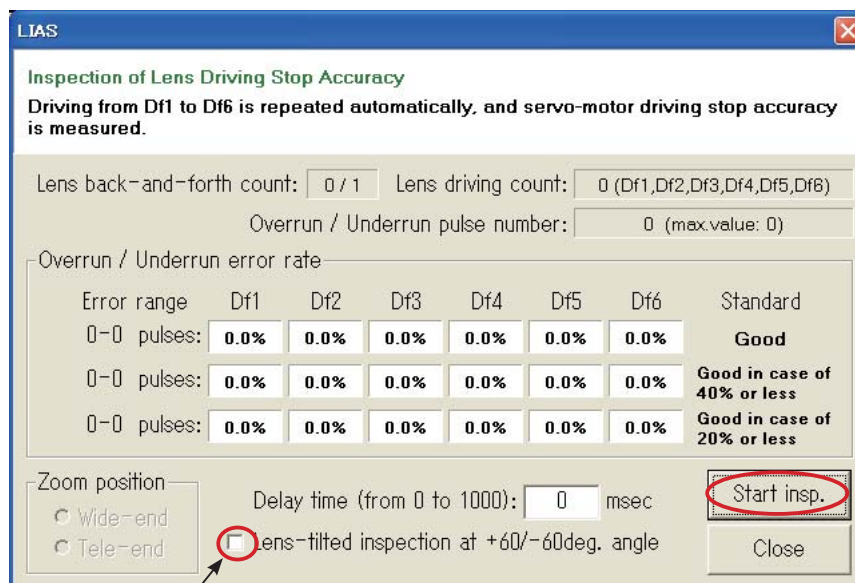 LIAS
Inspection of Lens Driving Stop Accuracy
Driving from Df1 to Df6 is repeated automatically, and servo-motor driving stop accuracy
is measured.
Lens back-and-forth count: 0 / 1 Lens driving count: 0 (Df1,Df2,Df3,Df4,Df5,Df6)
Overrun / Underrun pulse number: 0 (max.value: 0)
Overrun / Underrun error rate
Error range Df1 Df2 Df3 Df4 Df5 Df6 Standard
0-0 pulses: 0.0% 0.0% 0.0% 0.0% 0.0% 0.0% Good
0-0 pulses: 0.0% 0.0% 0.0% 0.0% 0.0% 0.0% Good in case of
40% or less
0-0 pulses: 0.0% 0.0% 0.0% 0.0% 0.0% 0.0% Good in case of
20% or less
Zoom position
Wide-end
Tele-end
Delay time (from 0 to 1000): 0 msec
Lens-tilted inspection at +60/-60deg. angle
Start insp.
Close